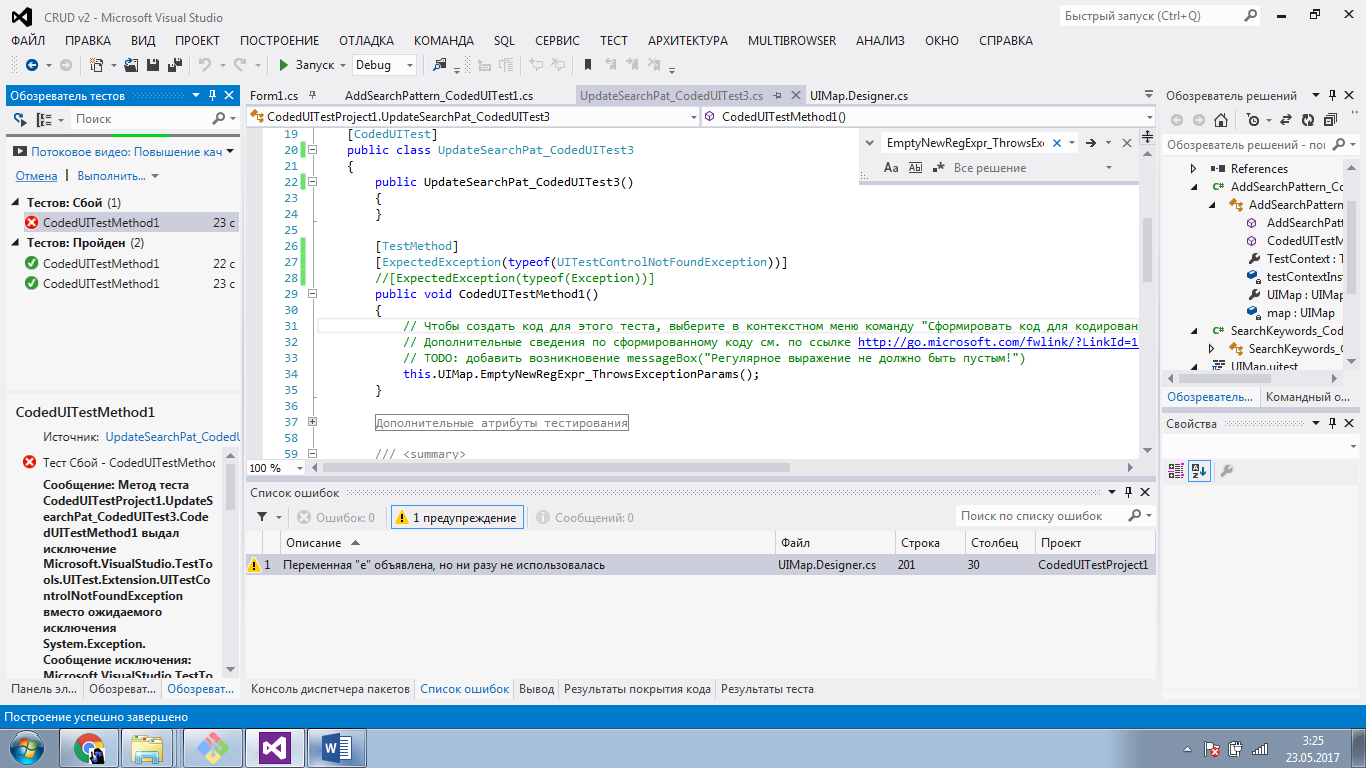 CRUD v2 - Microsoft Visual Studio
Быстрый запуск (Ctrl+Q)
ФАЙЛ ПРАВКА ВИД ПРОЕКТ ПОСТРОЕНИЕ ОТЛАДКА КОМАНДА SQL СЕРВИС ТЕСТ АРХИТЕКТУРА MULTIBROWSER АНАЛИЗ ОКНО СПРАВКА
Запуск Debug
Обозреватель тестов
Поиск
Потоковое видео: Повышение кач
Отмена Выполнить...
Тестов: Сбой (1)
CodedUITestMethod1 23 с
Тестов: Пройден (2)
CodedUITestMethod1 22 с
CodedUITestMethod1 23 с
CodedUITestMethod1
Источник: UpdateSearchPat_CodedU
Тест Сбой - CodedUITestMethod
Сообщение: Метод теста
CodedUITestProject1.UpdateS
earchPat_CodedUITest3.Code
dUITestMethod1 выдал
исключение
Microsoft.VisualStudio.TestTo
ols.UITest.Extension.UITestCo
ntrolNotFoundException
вместо ожидаемого
исключения
System.Exception.
Сообщение исключения:
Microsoft.VisualStudio.TestTo
Панель эл... Обозреват... Обозреват...
Form1.cs AddSearchPattern_CodedUITest1.cs UpdateSearchPat_CodedUITest3.cs UIMap.Designer.cs
CodedUITestProject1.UpdateSearchPat_CodedUITest3 CodedUITestMethod1()
EmptyNewRegExpr_ThrowsExc
Aa Ab Все решение
19 [CodedUITest]
20 public class UpdateSearchPat_CodedUITest3
21 {
22 public UpdateSearchPat_CodedUITest3()
23 {
24 }
25
26 [TestMethod]
27 [ExpectedException(typeof(UITestControlNotFoundException))]
28 //[ExpectedException(typeof(Exception))]
29 public void CodedUITestMethod1()
30 {
31 // Чтобы создать код для этого теста, выберите в контекстном меню команду "Сформировать код для кодирован
32 // Дополнительные сведения по сформированному коду см. по ссылке http://go.microsoft.com/fwlink/?LinkId=1
33 // TODO: добавить возникновение messageBox("Регулярное выражение не должно быть пустым!")
34 this.UIMap.EmptyNewRegExpr_ThrowsExceptionParams();
35 }
36
37 Дополнительные атрибуты тестирования
58
59 /// <summary>
100 %
Список ошибок
Ошибок: 0 1 предупреждение Сообщений: 0
Поиск по списку ошибок
Описание Файл Строка Столбец Проект
1 Переменная "e" объявлена, но ни разу не использовалась UIMap.Designer.cs 201 30 CodedUITestProject1
Консоль диспетчера пакетов Список ошибок Вывод Результаты покрытия кода Результаты теста
Обозреватель решений
Обозреватель решений - по
References
AddSearchPattern_Co
AddSearchPattern
AddSearchPatt
CodedUITestM
TestContext : T
testContextInst
UIMap : UIMap
map : UIMap
SearchKeywords_Cod
SearchKeywords_C
UIMap.uitest
Обозреватель... Командный о...
Свойства
Построение успешно завершено
3:25
23.05.2017